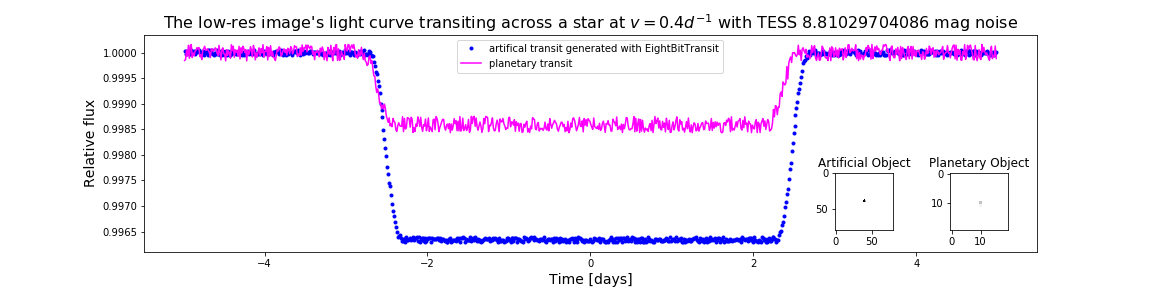 The low-res image's light curve transiting across a star at v = 0.4d⁻¹ with TESS 8.81029704086 mag noise
artifical transit generated with EightBitTransit
planetary transit
Relative flux
1.0000
0.9995
0.9990
0.9985
0.9980
0.9975
0.9970
0.9965
Artificial Object
0
50
0 50
Planetary Object
0
10
0 10
−4 −2 0 2 4
Time [days]